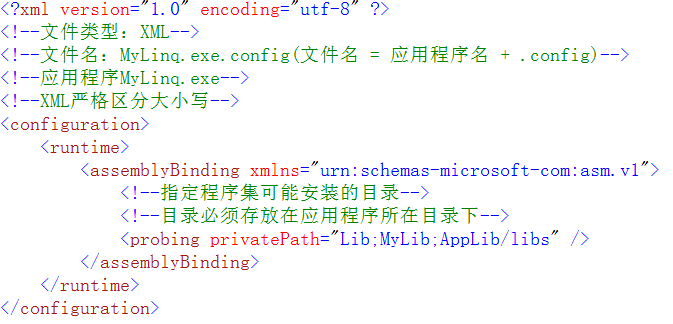 <?xml version="1.0" encoding="utf-8" ?>
<!--文件类型: XML-->
<!--文件名: MyLinq.exe.config(文件名 = 应用程序名 + .config)-->
<!--应用程序MyLinq.exe-->
<!--XML严格区分大小写-->
<configuration>
    <runtime>
        <assemblyBinding xmlns="urn:schemas-microsoft-com:asm.v1">
            <!--指定程序集可能安装的目录-->
            <!--目录必须存放在应用程序所在目录下-->
            <probing privatePath="Lib;MyLib;AppLib/libs" />
        </assemblyBinding>
    </runtime>
</configuration>